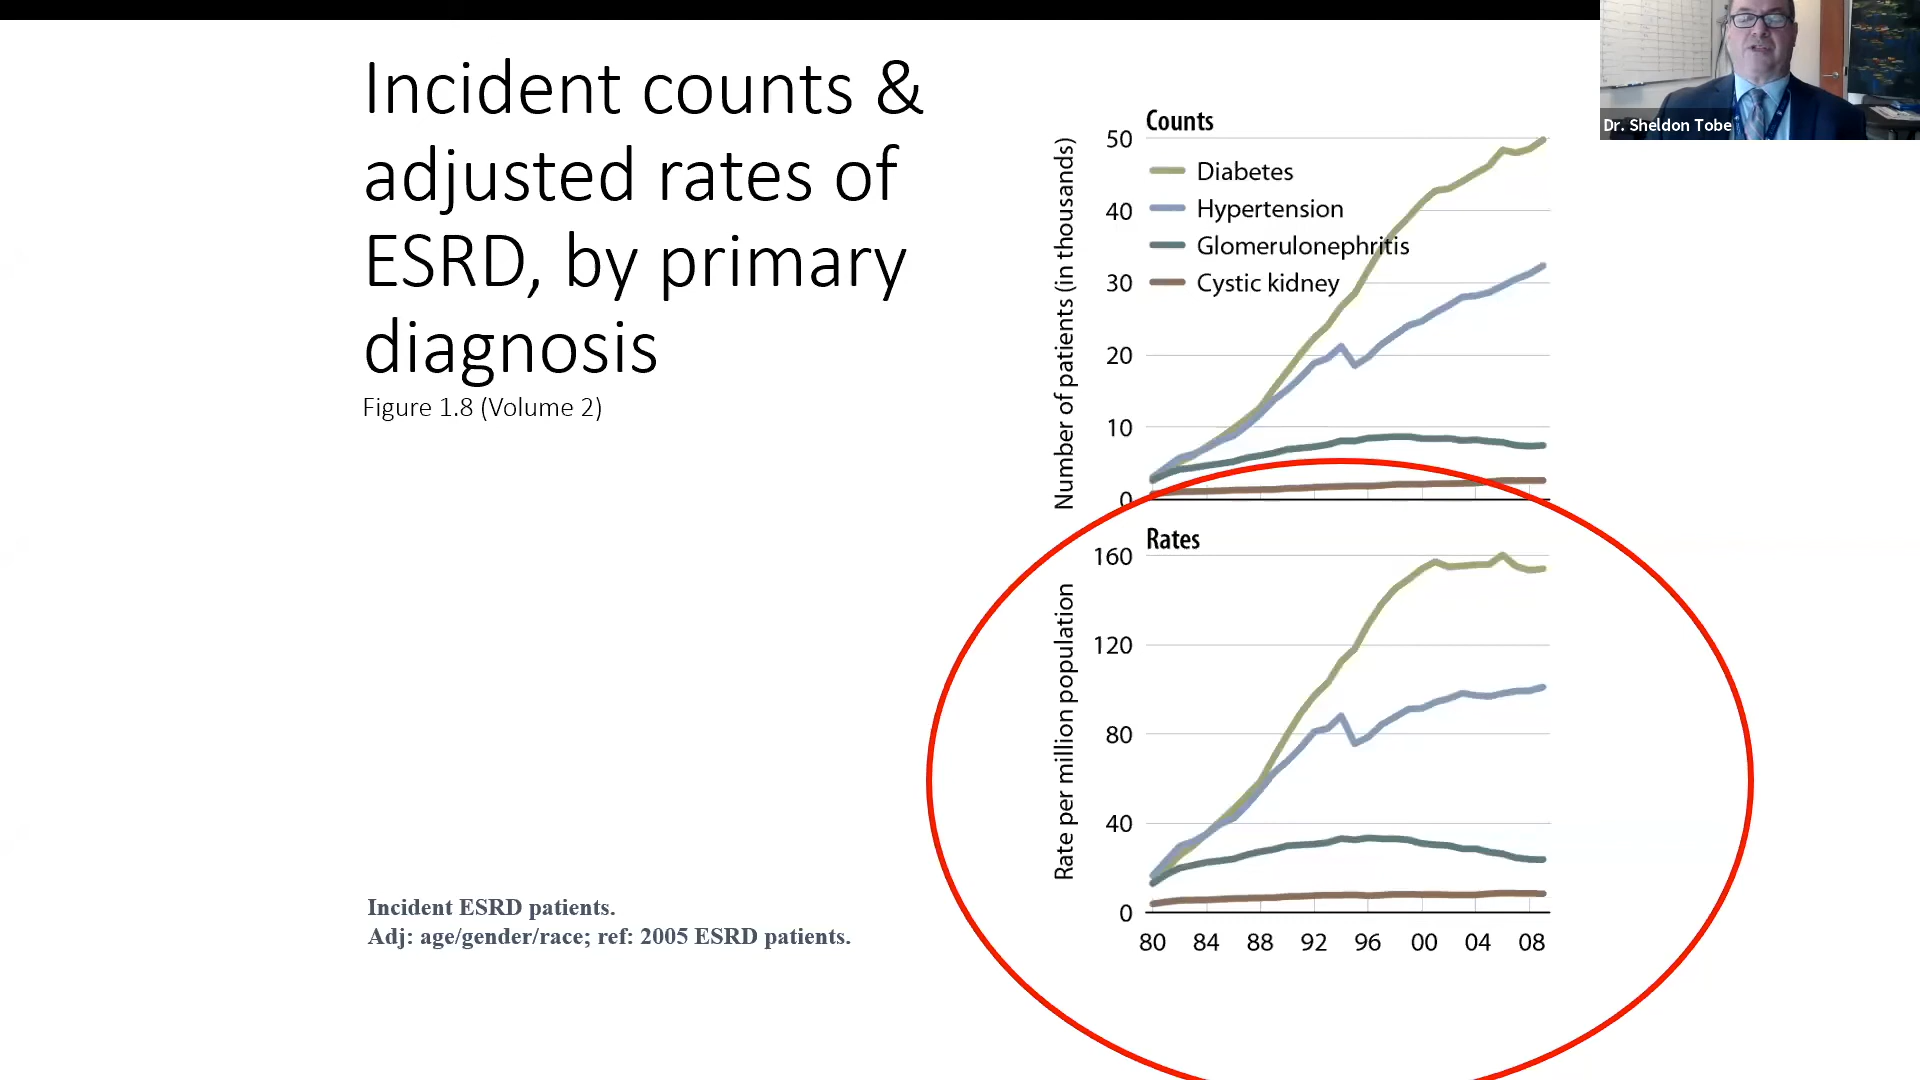 Incident counts &
adjusted rates of
ESRD, by primary
diagnosis
Figure 1.8 (Volume 2)
Incident ESRD patients.
Adj: age/gender/race; ref: 2005 ESRD patients.
Counts
Number of patients (in thousands)
50
40
30
20
10
0
Diabetes
Hypertension
Glomerulonephritis
Cystic kidney
Rates
Rate per million population
160
120
80
40
0
80 84 88 92 96 00 04 08
Dr. Sheldon Tobe